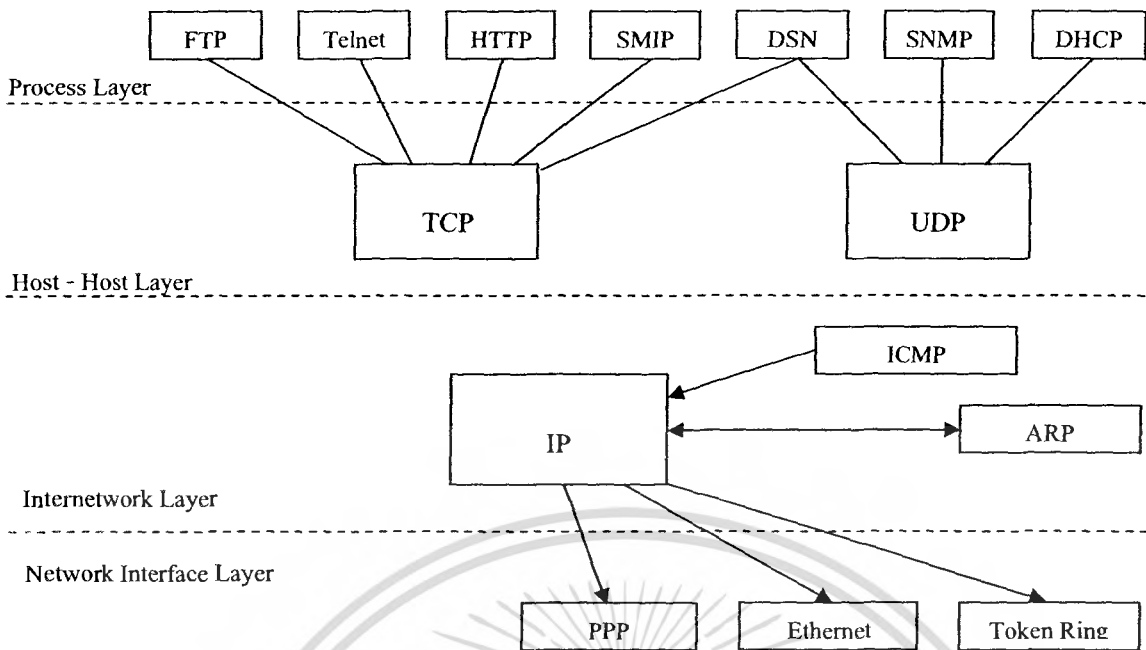 FTP Telnet HTTP SMIP DSN SNMP DHCP
Process Layer
TCP UDP
Host - Host Layer
ICMP
IP
ARP
Internetwork Layer
Network Interface Layer
PPP Ethernet Token Ring